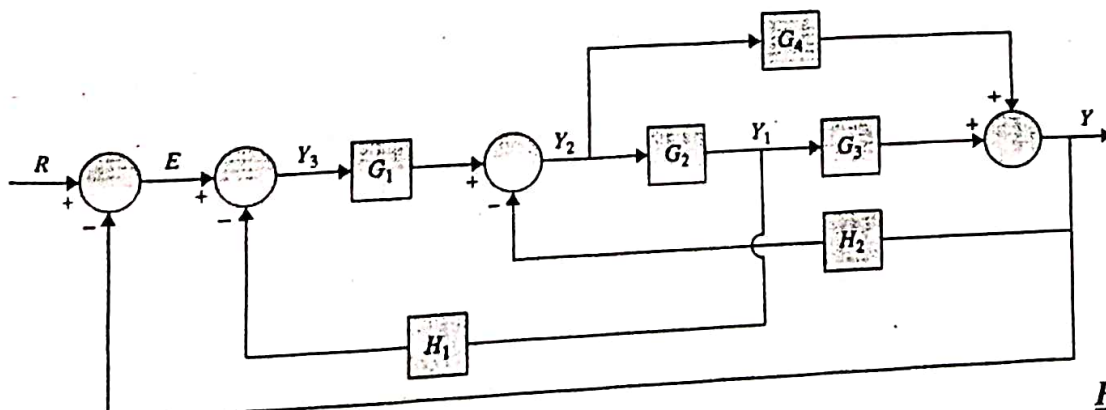 G₄
R
+
−
E
+
−
Y₃
G₁
+
−
Y₂
G₂
Y₁
G₃
+
+
Y
H₂
H₁